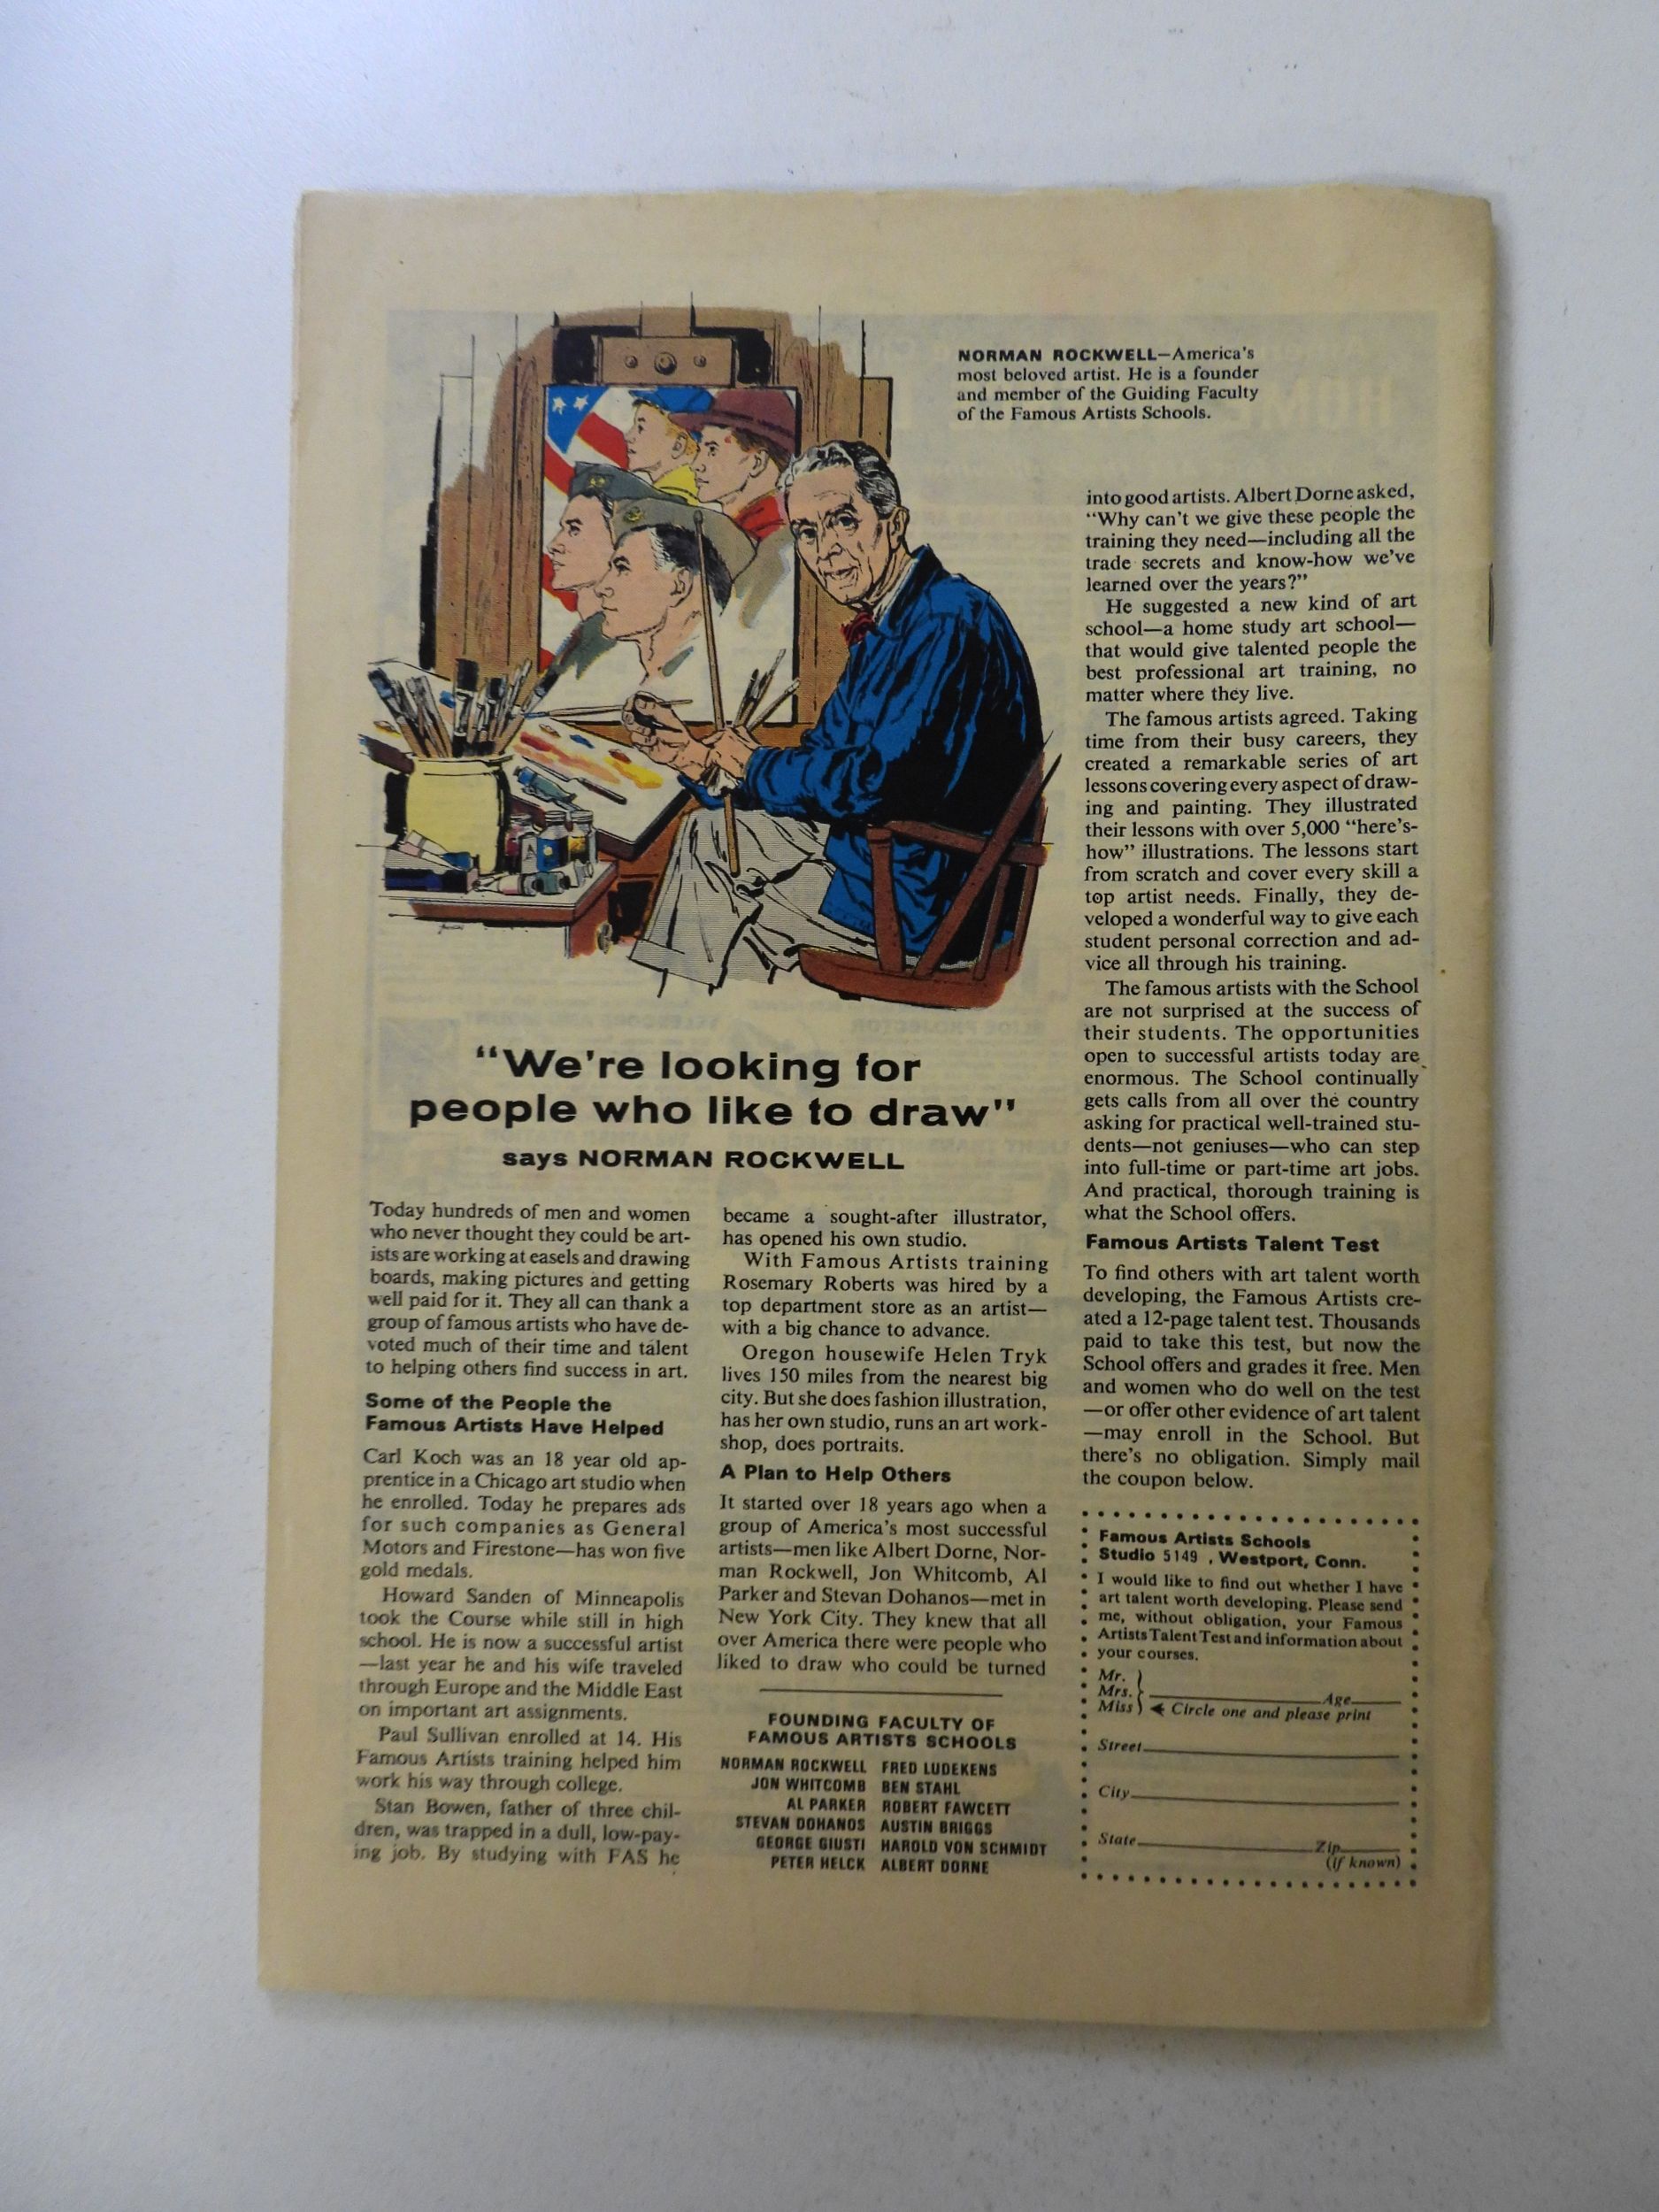 NORMAN ROCKWELL—America's
most beloved artist. He is a founder
and member of the Guiding Faculty
of the Famous Artists Schools.
"We're looking for
people who like to draw"
says NORMAN ROCKWELL
Today hundreds of men and women
who never thought they could be art-
ists are working at easels and drawing
boards, making pictures and getting
well paid for it. They all can thank a
group of famous artists who have de-
voted much of their time and talent
to helping others find success in art.
Some of the People the
Famous Artists Have Helped
Carl Koch was an 18 year old ap-
prentice in a Chicago art studio when
he enrolled. Today he prepares ads
for such companies as General
Motors and Firestone—has won five
gold medals.
Howard Sanden of Minneapolis
took the Course while still in high
school. He is now a successful artist
—last year he and his wife traveled
through Europe and the Middle East
on important art assignments.
Paul Sullivan enrolled at 14. His
Famous Artists training helped him
work his way through college.
Stan Bowen, father of three chil-
dren, was trapped in a dull, low-pay-
ing job. By studying with FAS he
became a sought-after illustrator,
has opened his own studio.
With Famous Artists training
Rosemary Roberts was hired by a
top department store as an artist—
with a big chance to advance.
Oregon housewife Helen Tryk
lives 150 miles from the nearest big
city. But she does fashion illustration,
has her own studio, runs an art work-
shop, does portraits.
A Plan to Help Others
It started over 18 years ago when a
group of America's most successful
artists—men like Albert Dorne, Nor-
man Rockwell, Jon Whitcomb, Al
Parker and Stevan Dohanos—met in
New York City. They knew that all
over America there were people who
liked to draw who could be turned
FOUNDING FACULTY OF
FAMOUS ARTISTS SCHOOLS
NORMAN ROCKWELL FRED LUDEKENS
JON WHITCOMB BEN STAHL
AL PARKER ROBERT FAWCETT
STEVAN DOHANOS AUSTIN BRIGGS
GEORGE GIUSTI HAROLD VON SCHMIDT
PETER HELCK ALBERT DORNE
into good artists. Albert Dorne asked,
"Why can't we give these people the
training they need—including all the
trade secrets and know-how we've
learned over the years?"
He suggested a new kind of art
school—a home study art school—
that would give talented people the
best professional art training, no
matter where they live.
The famous artists agreed. Taking
time from their busy careers, they
created a remarkable series of art
lessons covering every aspect of draw-
ing and painting. They illustrated
their lessons with over 5,000 "here's-
how" illustrations. The lessons start
from scratch and cover every skill a
top artist needs. Finally, they de-
veloped a wonderful way to give each
student personal correction and ad-
vice all through his training.
The famous artists with the School
are not surprised at the success of
their students. The opportunities
open to successful artists today are
enormous. The School continually
gets calls from all over the country
asking for practical well-trained stu-
dents—not geniuses—who can step
into full-time or part-time art jobs.
And practical, thorough training is
what the School offers.
Famous Artists Talent Test
To find others with art talent worth
developing, the Famous Artists cre-
ated a 12-page talent test. Thousands
paid to take this test, but now the
School offers and grades it free. Men
and women who do well on the test
—or offer other evidence of art talent
—may enroll in the School. But
there's no obligation. Simply mail
the coupon below.
Famous Artists Schools
Studio 5149 , Westport, Conn.
I would like to find out whether I have
art talent worth developing. Please send
me, without obligation, your Famous
Artists Talent Test and information about
your courses.
Mr.
Mrs. Age
Miss Circle one and please print
Street
City
State Zip
(if known)